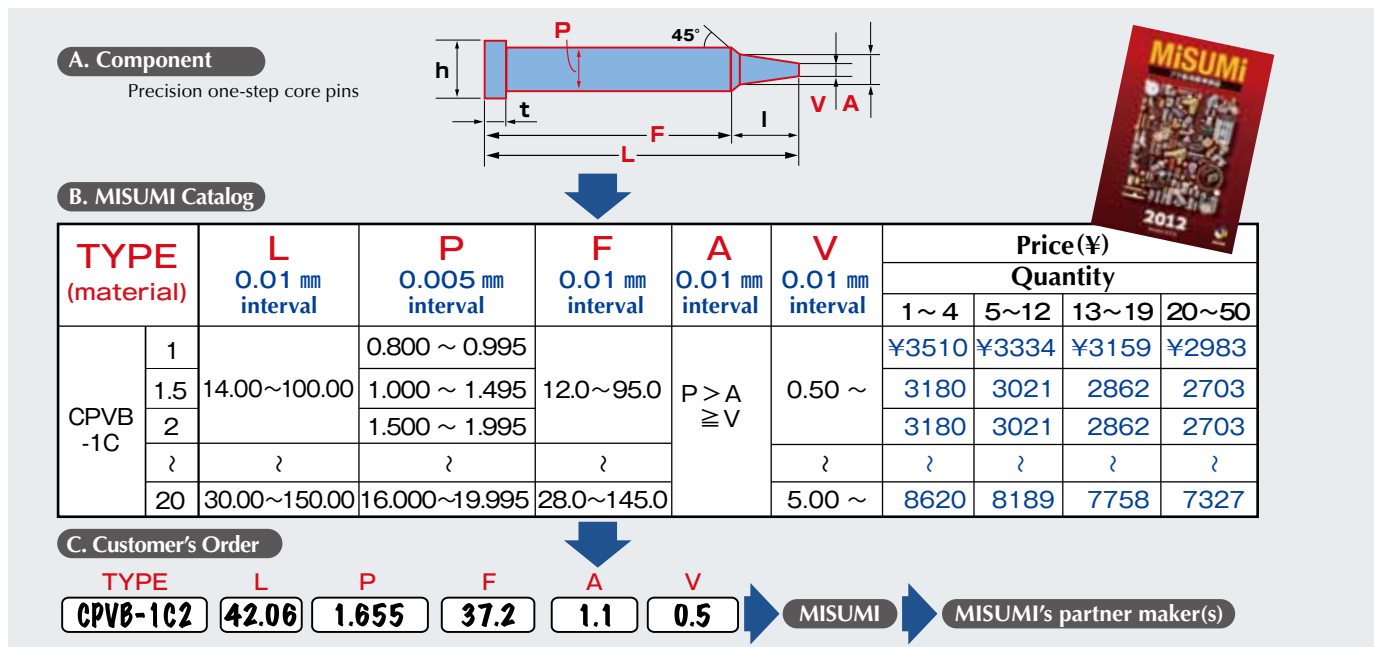 A. Component
Precision one-step core pins
P
45°
h
t
V
A
F
l
L
MiSUMi
2012
B. MISUMI Catalog
TYPE
(material)
L
0.01 mm
interval
P
0.005 mm
interval
F
0.01 mm
interval
A
0.01 mm
interval
V
0.01 mm
interval
Price(¥)
Quantity
1~4 5~12 13~19 20~50
CPVB
-1C
1 0.800 ~ 0.995 ¥3510 ¥3334 ¥3159 ¥2983
1.5 14.00~100.00 1.000 ~ 1.495 12.0~95.0 P > A 0.50 ~ 3180 3021 2862 2703
≧ V
2 1.500 ~ 1.995 3180 3021 2862 2703
~ ~ ~ ~ ~ ~ ~ ~ ~
20 30.00~150.00 16.000~19.995 28.0~145.0 5.00 ~ 8620 8189 7758 7327
C. Customer's Order
TYPE L P F A V
CPVB-1C2 42.06 1.655 37.2 1.1 0.5 MISUMI MISUMI's partner maker(s)